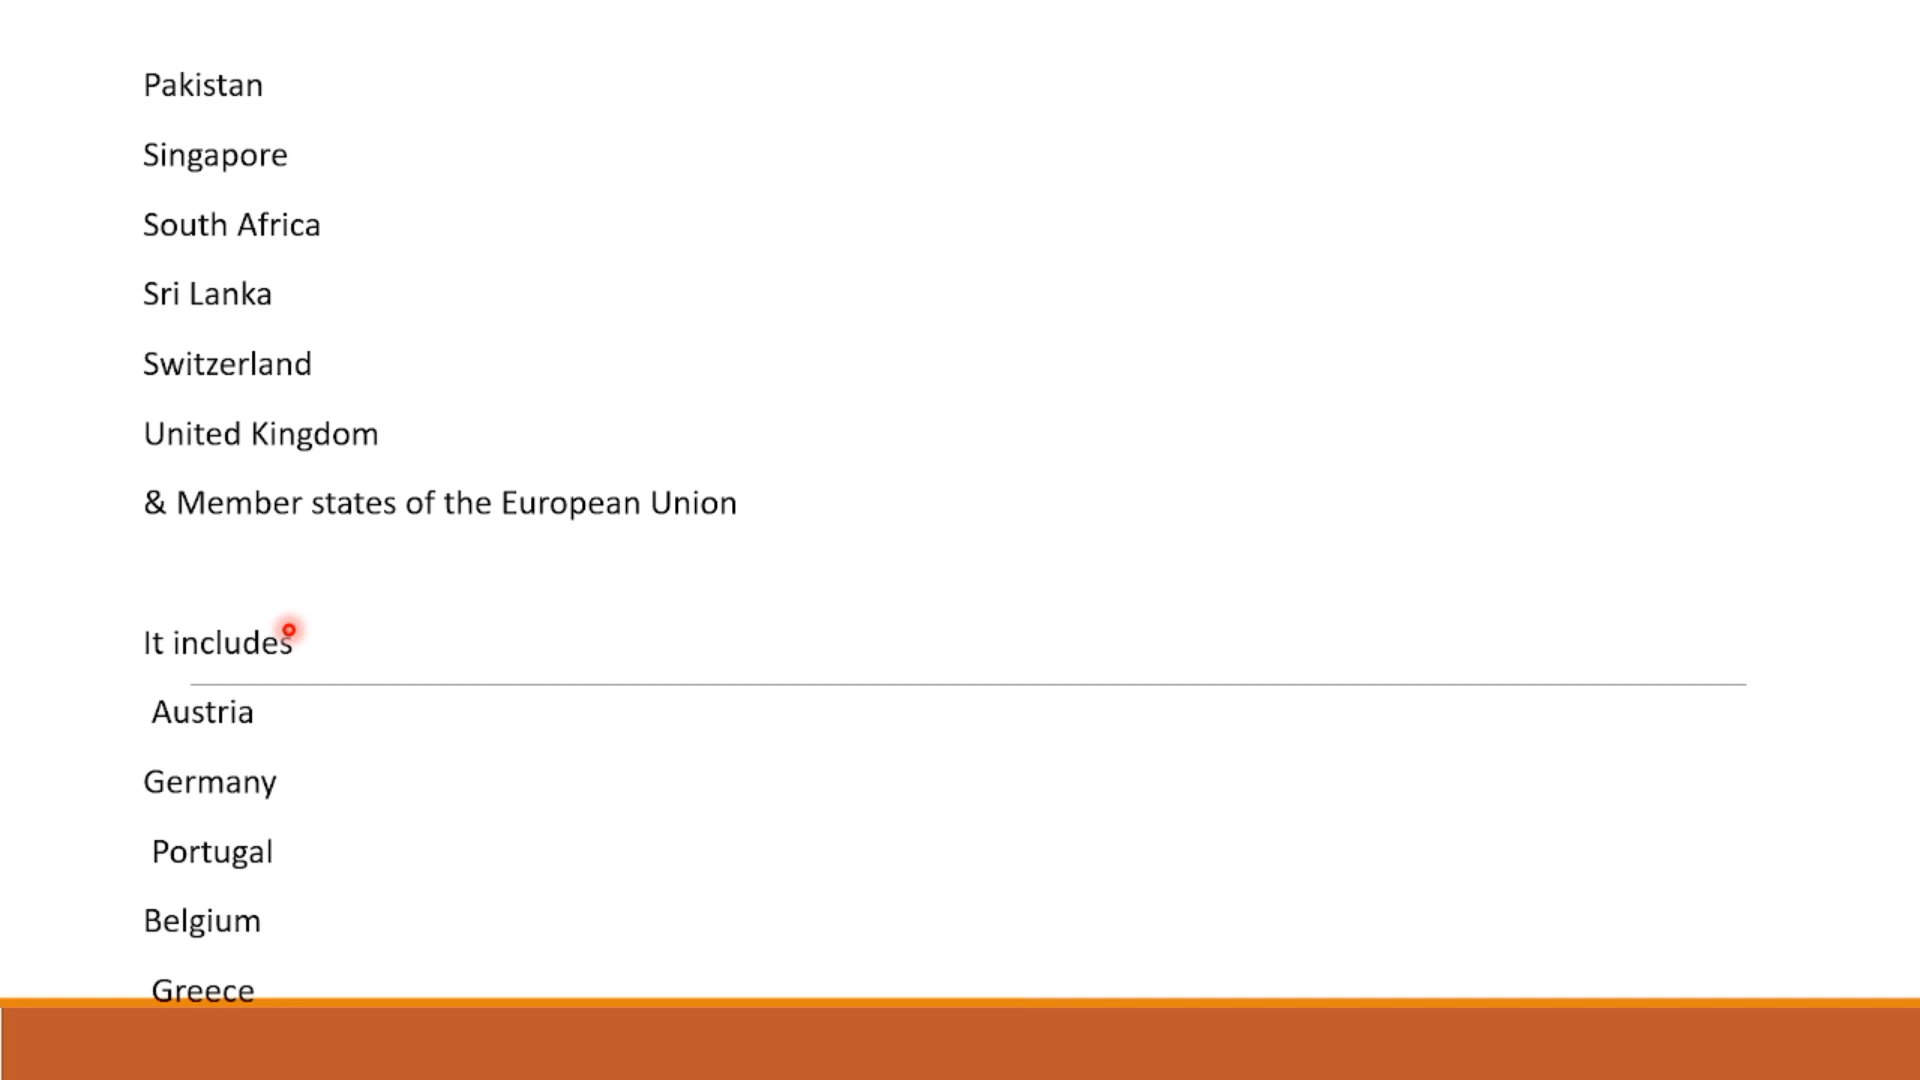 Pakistan
Singapore
South Africa
Sri Lanka
Switzerland
United Kingdom
& Member states of the European Union
It includes
Austria
Germany
Portugal
Belgium
Greece